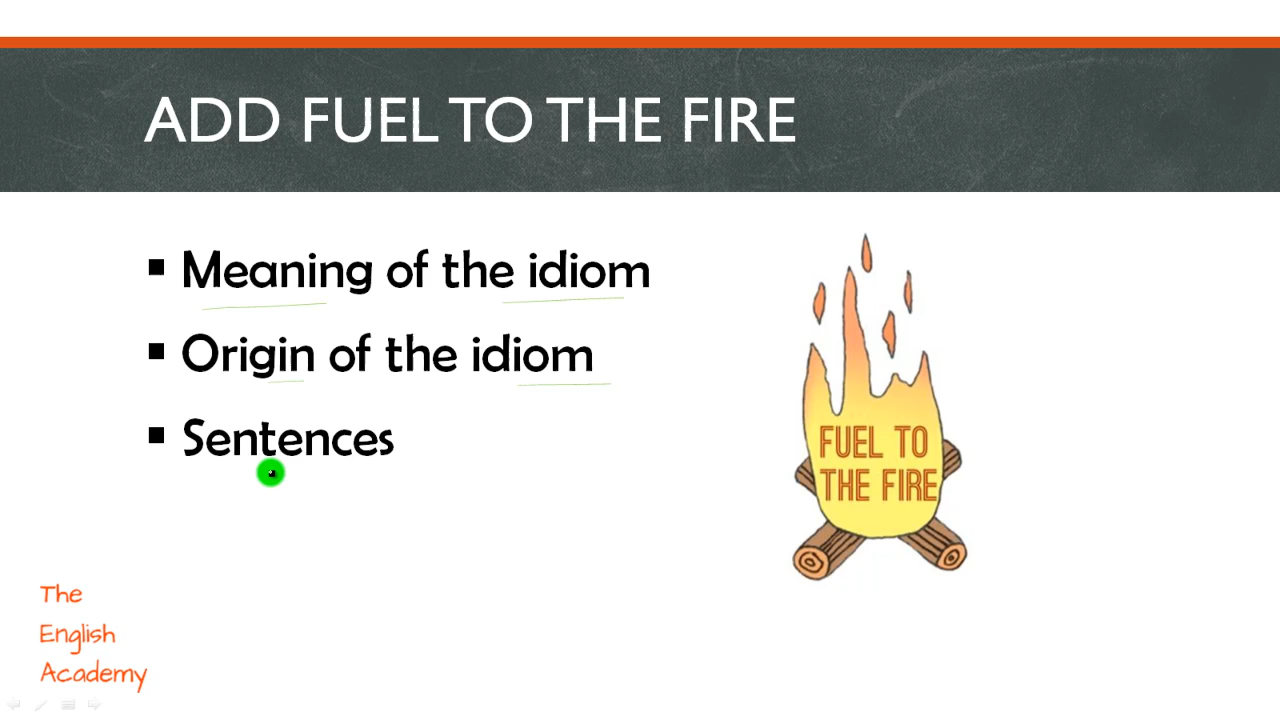 ADD FUEL TO THE FIRE
Meaning of the idiom
Origin of the idiom
Sentences
FUEL TO
THE FIRE
The
English
Academy